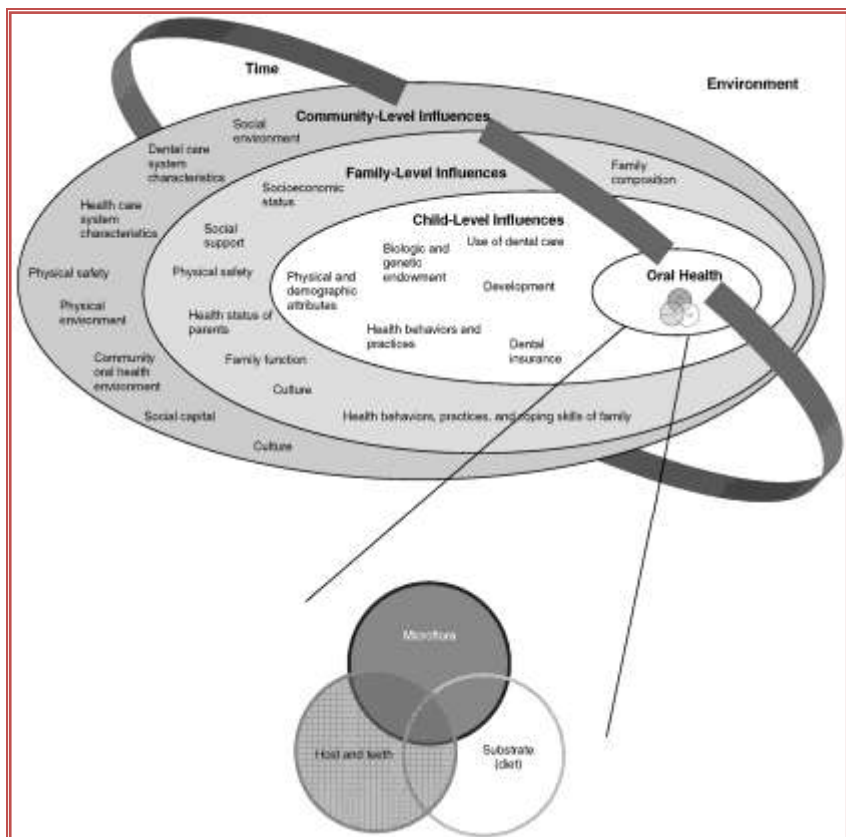 Time
Environment
Community-Level Influences
Social
environment
Dental care
system
characteristics
Family-Level Influences
Family
composition
Socioeconomic
status
Health care
system
characteristics
Child-Level Influences
Social
support
Biologic and
genetic
endowment
Use of dental care
Physical safety
Physical safety
Physical and
demographic
attributes
Development
Oral Health
Physical
environment
Health status of
parents
Health behaviors and
practices
Dental
insurance
Community
oral health
environment
Family function
Culture
Social capital
Health behaviors, practices, and coping skills of family
Culture
Microflora
Host and teeth
Substrate
(diet)